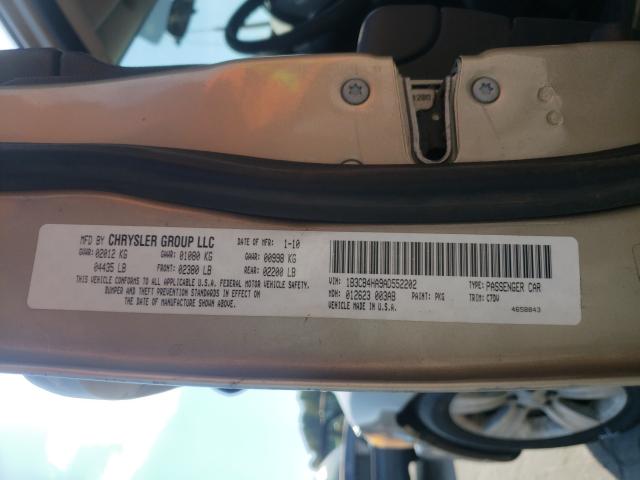 1200
MFD BY CHRYSLER GROUP LLC DATE OF MFR: 1-10
GVWR: 02012 KG GAWR: 01080 KG GAWR: 00998 KG
04435 LB FRONT: 02380 LB REAR: 02200 LB
THIS VEHICLE CONFORMS TO ALL APPLICABLE U.S.A. FEDERAL MOTOR VEHICLE SAFETY,
BUMPER AND THEFT PREVENTION STANDARDS IN EFFECT ON
THE DATE OF MANUFACTURE SHOWN ABOVE.
VIN: 1B3CB4HA9AD552202 TYPE: PASSENGER CAR
MDH: 012623 003AB PAINT: PKG TRIM: C7DV
VEHICLE MADE IN U.S.A. 4658843